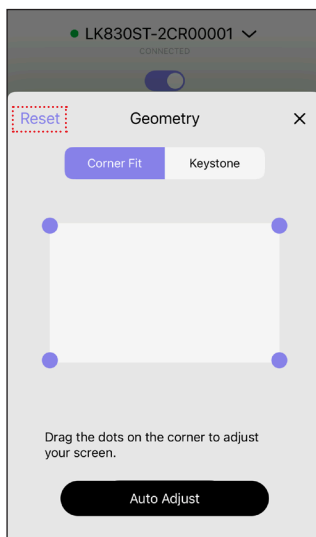 LK830ST-2CR00001
CONNECTED
Reset Geometry
Corner Fit Keystone
Drag the dots on the corner to adjust
your screen.
Auto Adjust